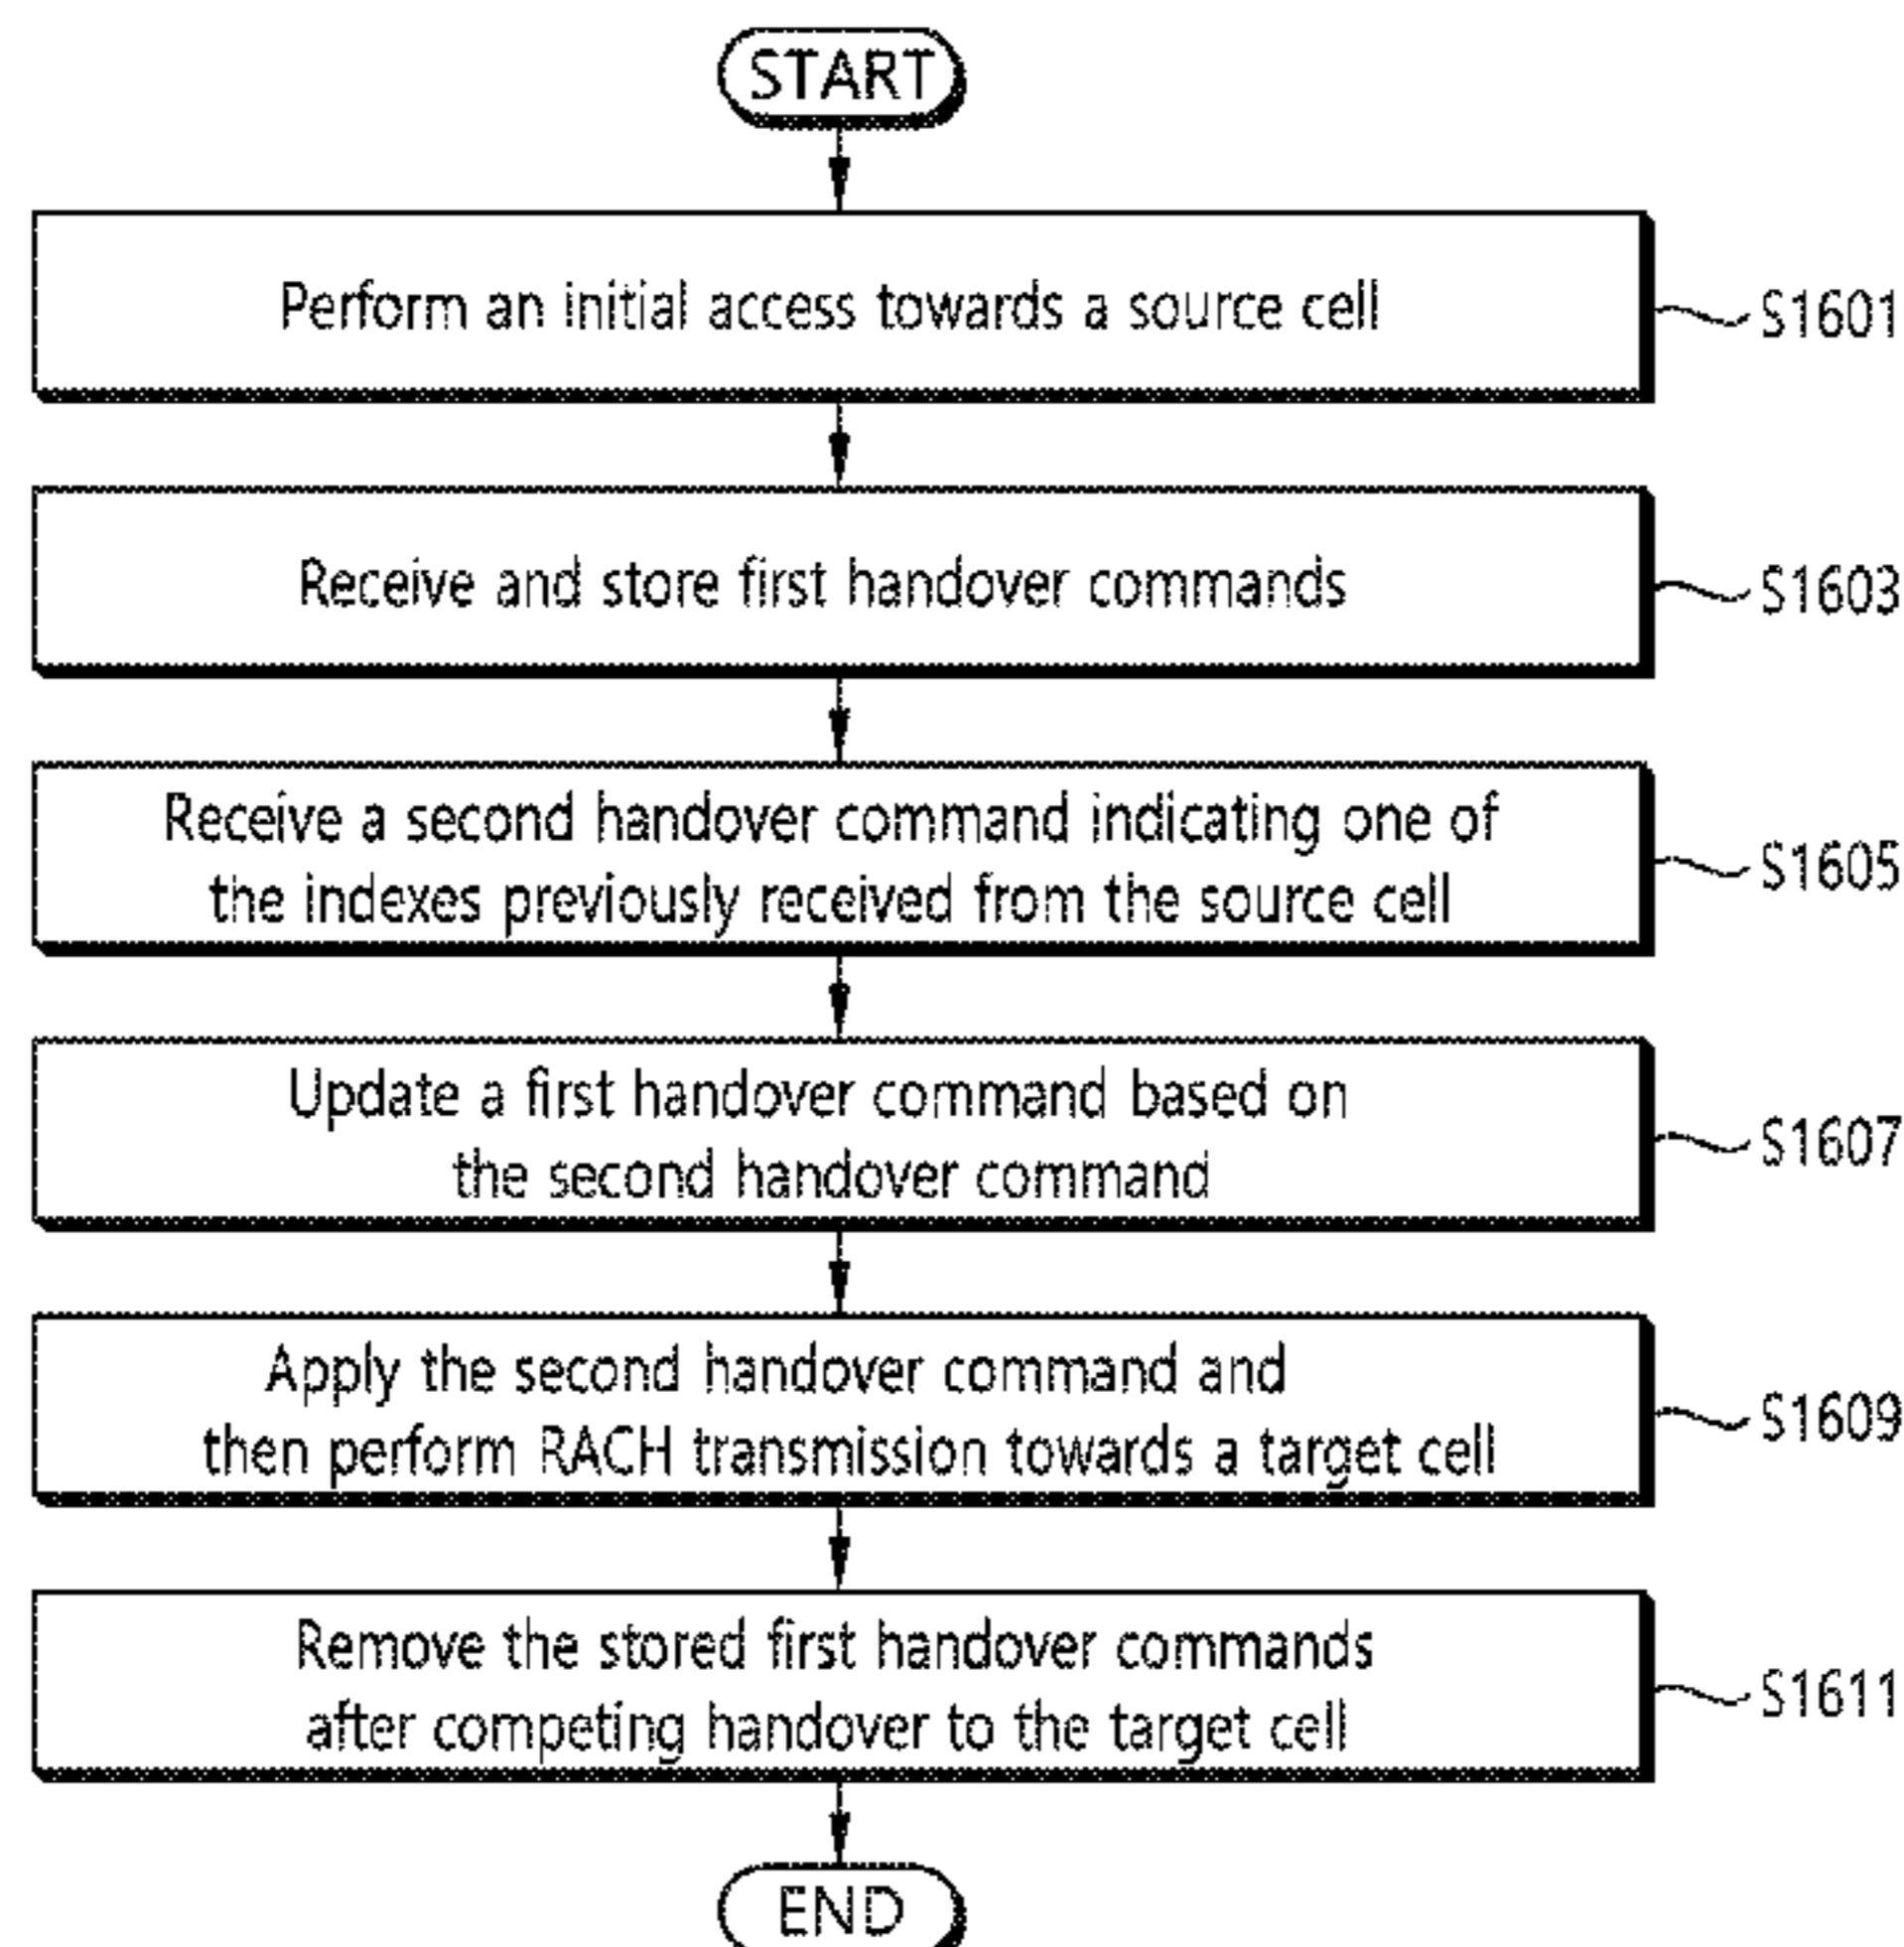 START
Perform an initial access towards a source cell
S1601
Receive and store first handover commands
S1603
Receive a second handover command indicating one of
the indexes previously received from the source cell
S1605
Update a first handover command based on
the second handover command
S1607
Apply the second handover command and
then perform RACH transmission towards a target cell
S1609
Remove the stored first handover commands
after competing handover to the target cell
S1611
END